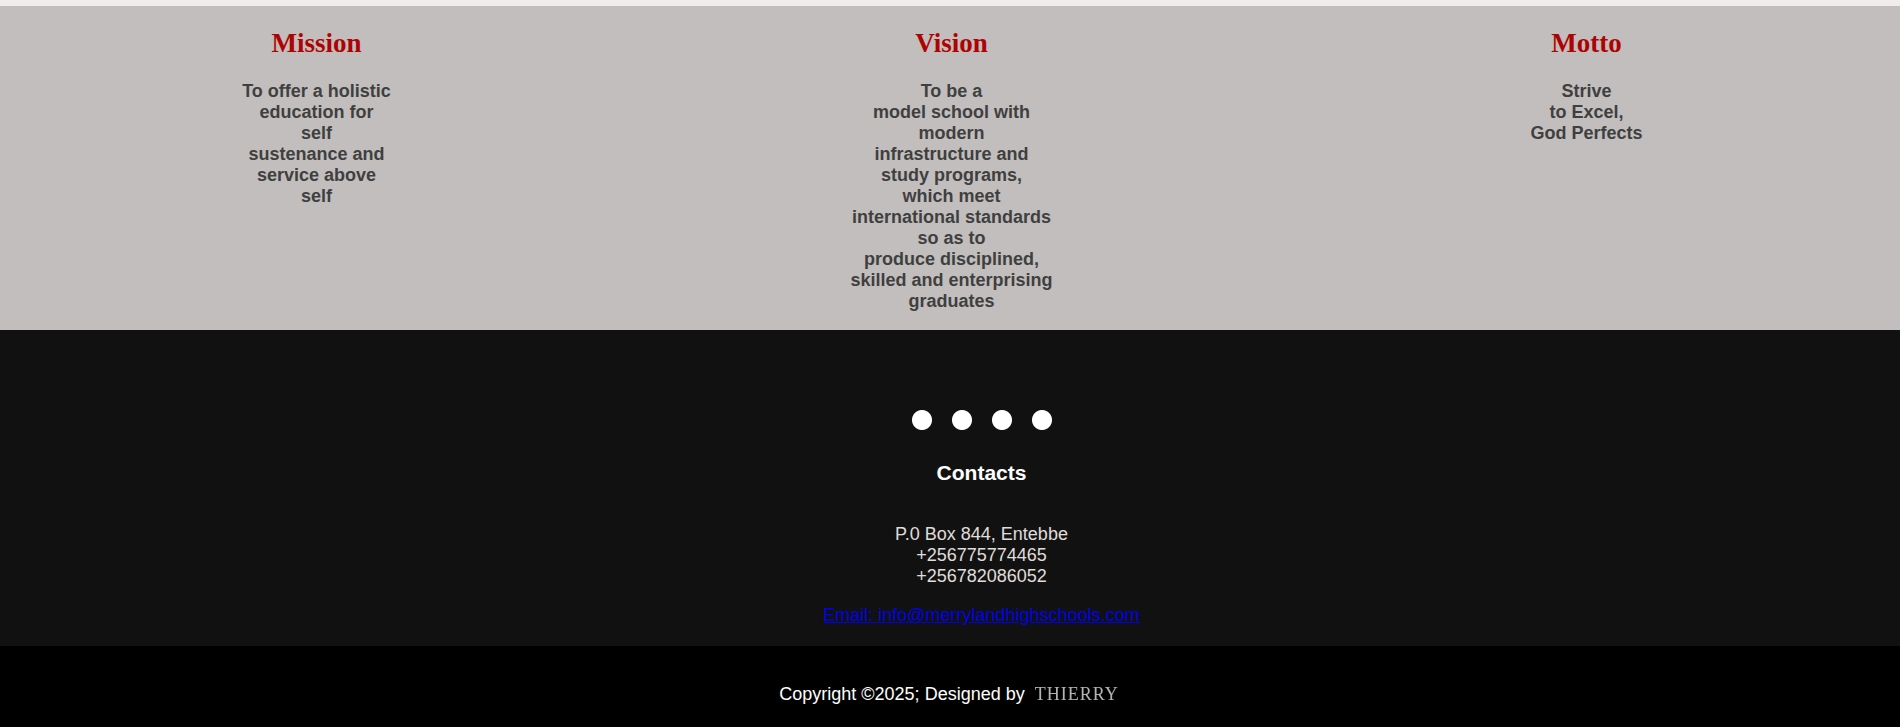 Mission
To offer a holistic
education for
self
sustenance and
service above
self
Vision
To be a
model school with
modern
infrastructure and
study programs,
which meet
international standards
so as to
produce disciplined,
skilled and enterprising
graduates
Motto
Strive
to Excel,
God Perfects
Contacts
P.0 Box 844, Entebbe
+256775774465
+256782086052
Email: info@merrylandhighschools.com
Copyright ©2025; Designed by THIERRY